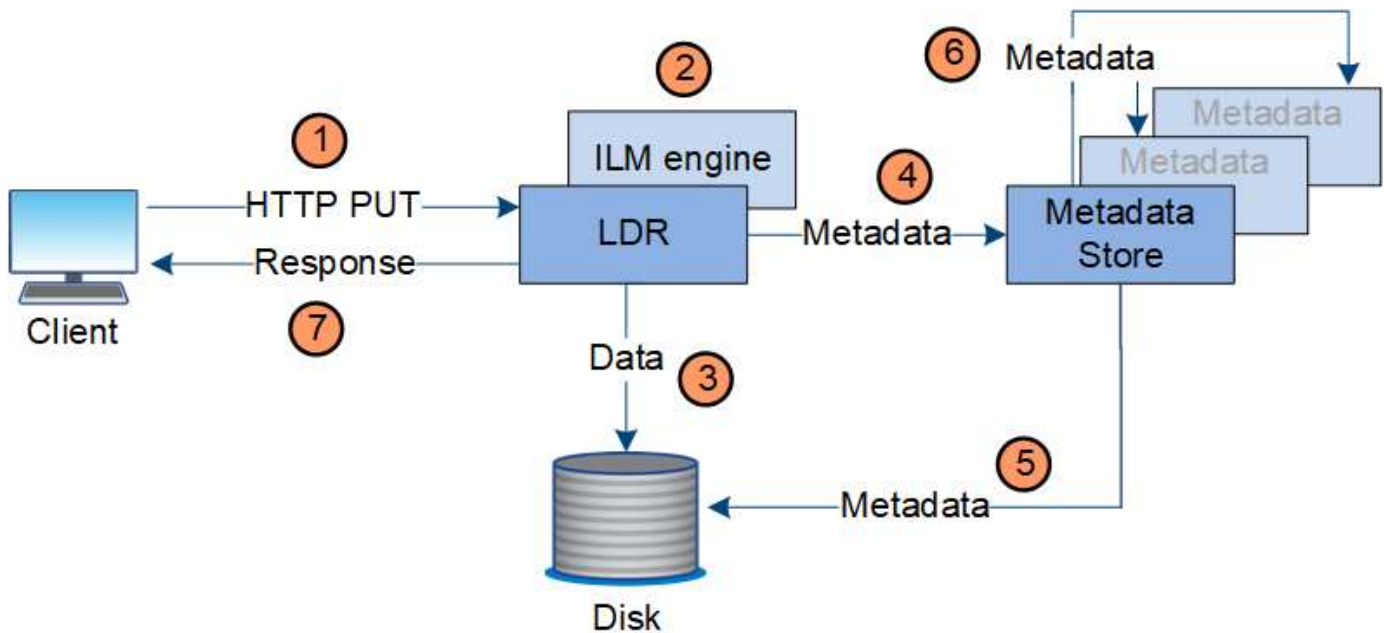 6
Metadata
2
Metadata
1
ILM engine
Metadata
4
HTTP PUT
LDR
Metadata
Metadata
Store
Response
7
Client
Data
3
5
Metadata
Disk